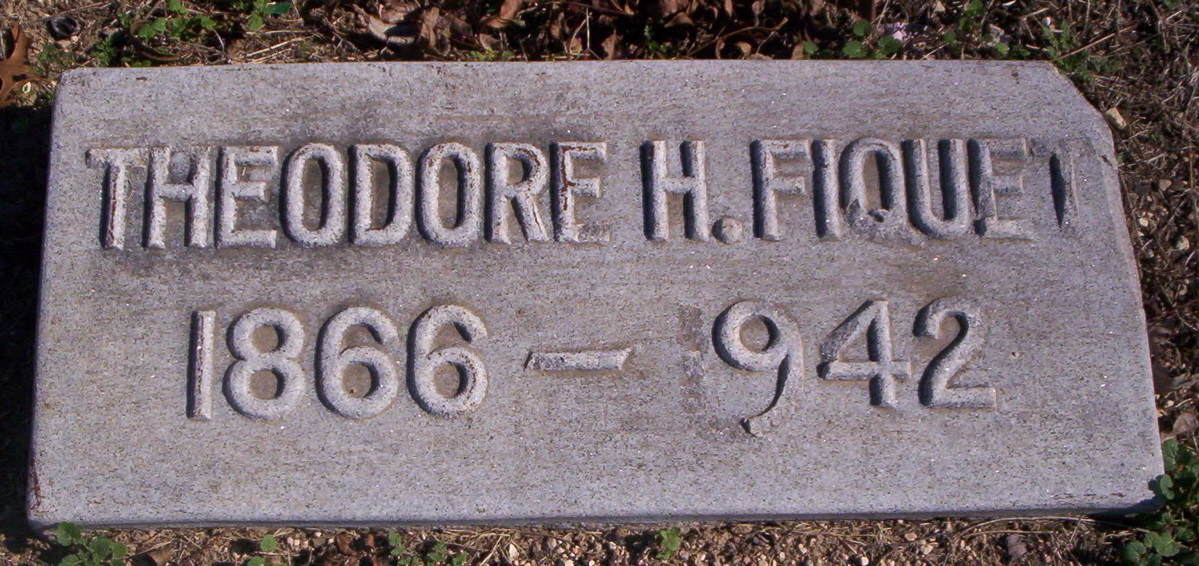 THEODORE H. FIQUET
1866 – 942